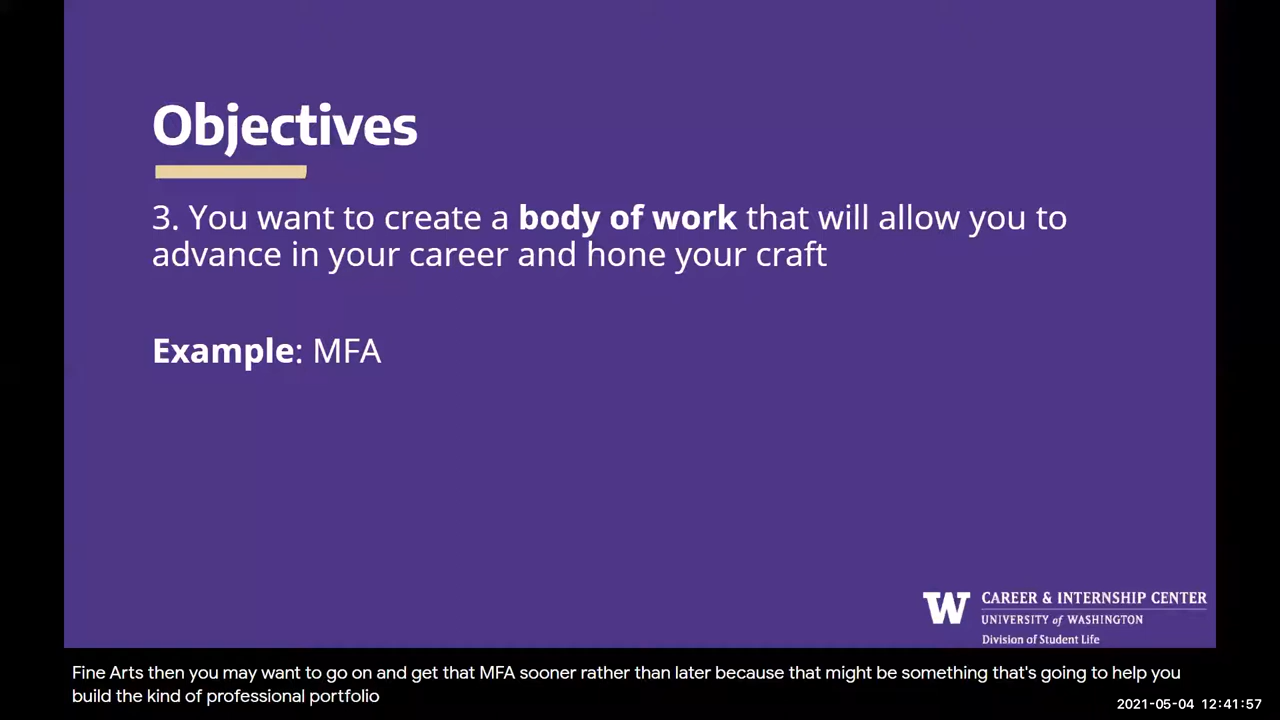 Objectives
3. You want to create a body of work that will allow you to
advance in your career and hone your craft
Example: MFA
W
CAREER & INTERNSHIP CENTER
UNIVERSITY of WASHINGTON
Division of Student Life
Fine Arts then you may want to go on and get that MFA sooner rather than later because that might be something that's going to help you
build the kind of professional portfolio
2021-05-04 12:41:57